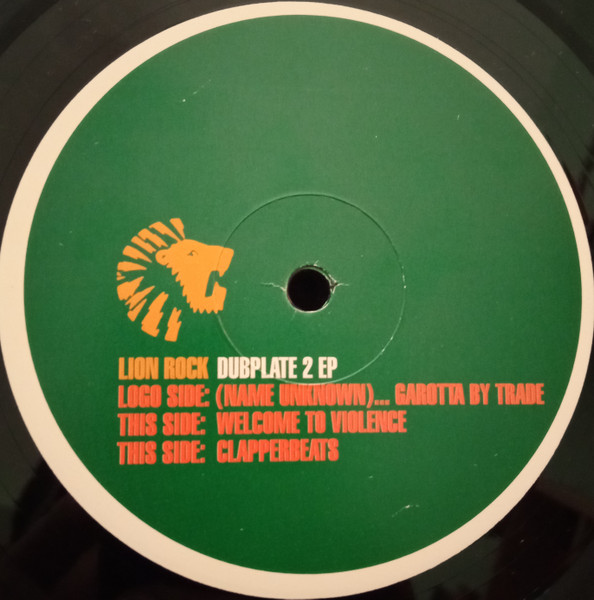 LION ROCK DUBPLATE 2 EP
LOGO SIDE: (NAME UNKNOWN)... GAROTTA BY TRADE
THIS SIDE: WELCOME TO VIOLENCE
THIS SIDE: CLAPPERBEATS